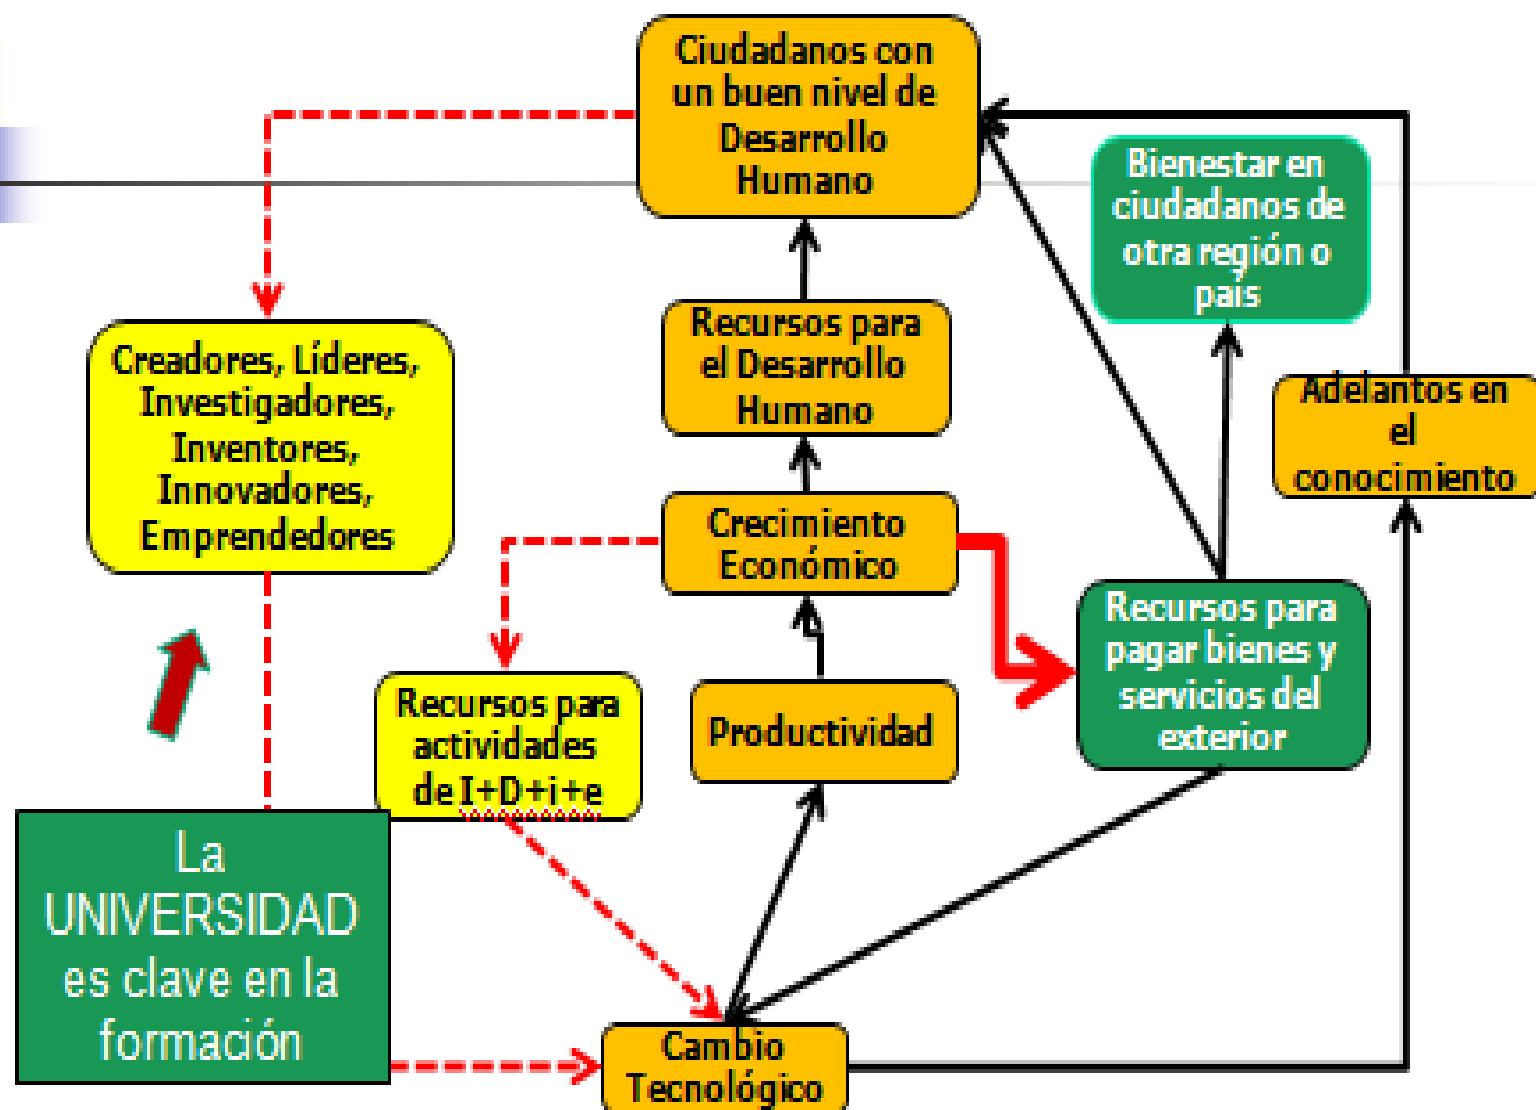 Ciudadanos con
un buen nivel de
Desarrollo
Humano
Bienestar en
ciudadanos de
otra región o
país
Recursos para
el Desarrollo
Humano
Creadores, Líderes,
Investigadores,
Inventores,
Innovadores,
Emprendedores
Adelantos en
el
conocimiento
Crecimiento
Económico
Recursos para
pagar bienes y
servicios del
exterior
Recursos para
actividades
de I+D+i+e
Productividad
La
UNIVERSIDAD
es clave en la
formación
Cambio
Tecnológico